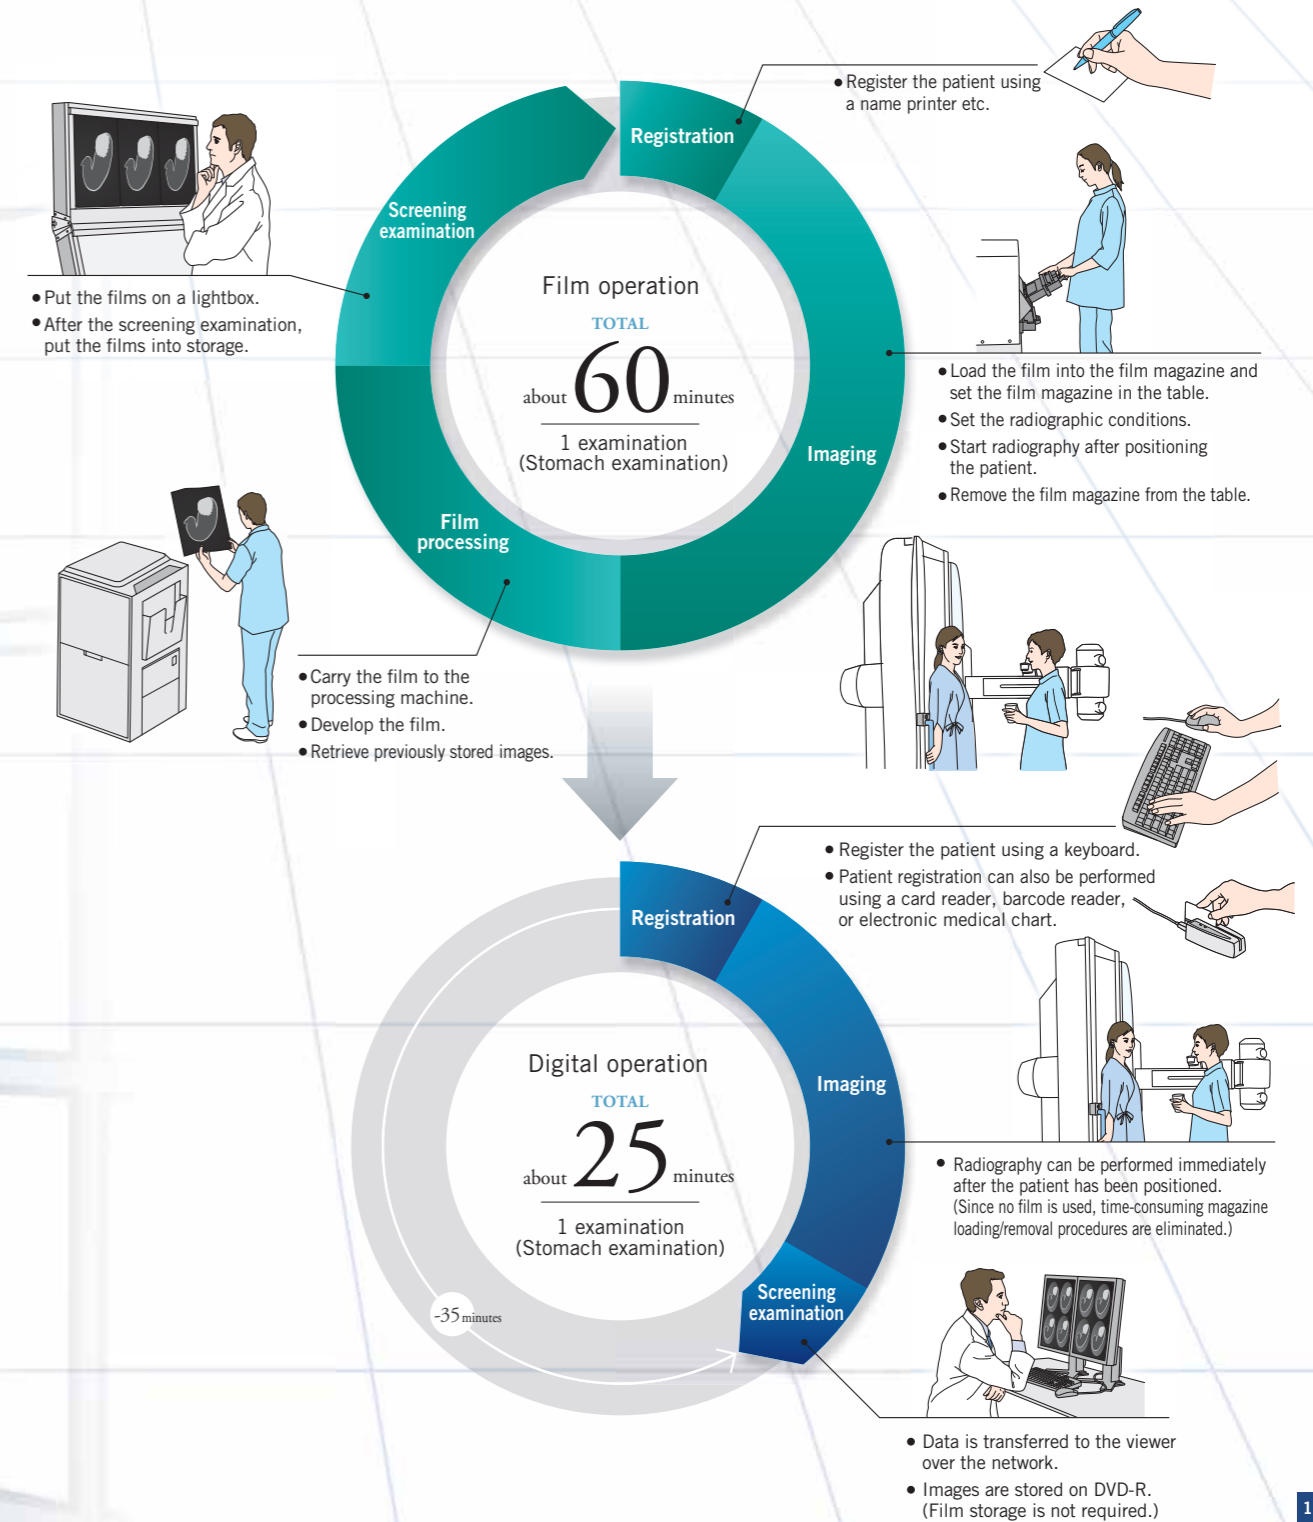 ● Register the patient using
a name printer etc.
Registration
Screening
examination
● Put the films on a lightbox.
● After the screening examination,
put the films into storage.
Film operation
TOTAL
about 60 minutes
1 examination
(Stomach examination)
Imaging
● Load the film into the film magazine and
set the film magazine in the table.
● Set the radiographic conditions.
● Start radiography after positioning
the patient.
● Remove the film magazine from the table.
Film
processing
● Carry the film to the
processing machine.
● Develop the film.
● Retrieve previously stored images.
● Register the patient using a keyboard.
● Patient registration can also be performed
using a card reader, barcode reader,
or electronic medical chart.
Registration
Digital operation
TOTAL
about 25 minutes
1 examination
(Stomach examination)
Imaging
● Radiography can be performed immediately
after the patient has been positioned.
(Since no film is used, time-consuming magazine
loading/removal procedures are eliminated.)
Screening
examination
-35 minutes
● Data is transferred to the viewer
over the network.
● Images are stored on DVD-R.
(Film storage is not required.)
1